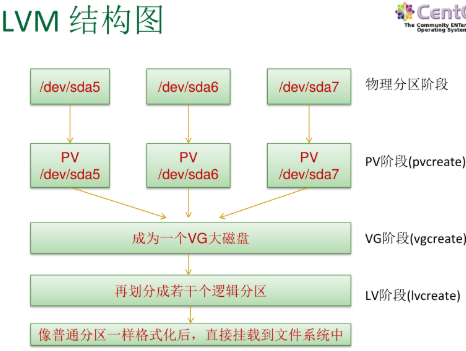 LVM 结构图
The Community ENTer
Operating System
/dev/sda5
/dev/sda6
/dev/sda7
物理分区阶段
PV
/dev/sda5
PV
/dev/sda6
PV
/dev/sda7
PV阶段(pvcreate)
成为一个VG大磁盘
VG阶段(vgcreate)
再划分成若干个逻辑分区
LV阶段(lvcreate)
像普通分区一样格式化后，直接挂载到文件系统中